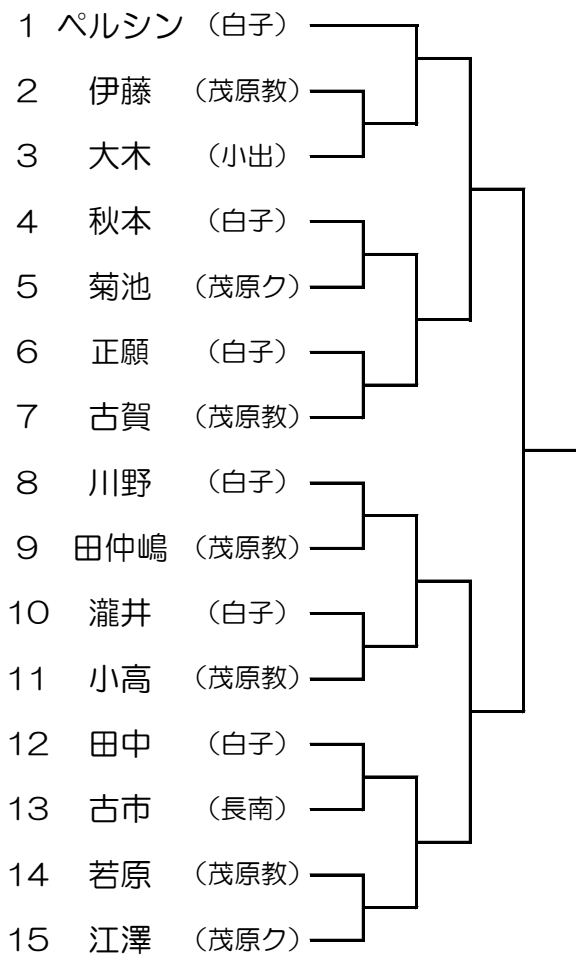 1 ペルシン （白子）
2 伊藤 （茂原教）
3 大木 （小出）
4 秋本 （白子）
5 菊池 （茂原ク）
6 正願 （白子）
7 古賀 （茂原教）
8 川野 （白子）
9 田仲嶋 （茂原教）
10 瀧井 （白子）
11 小高 （茂原教）
12 田中 （白子）
13 古市 （長南）
14 若原 （茂原教）
15 江澤 （茂原ク）